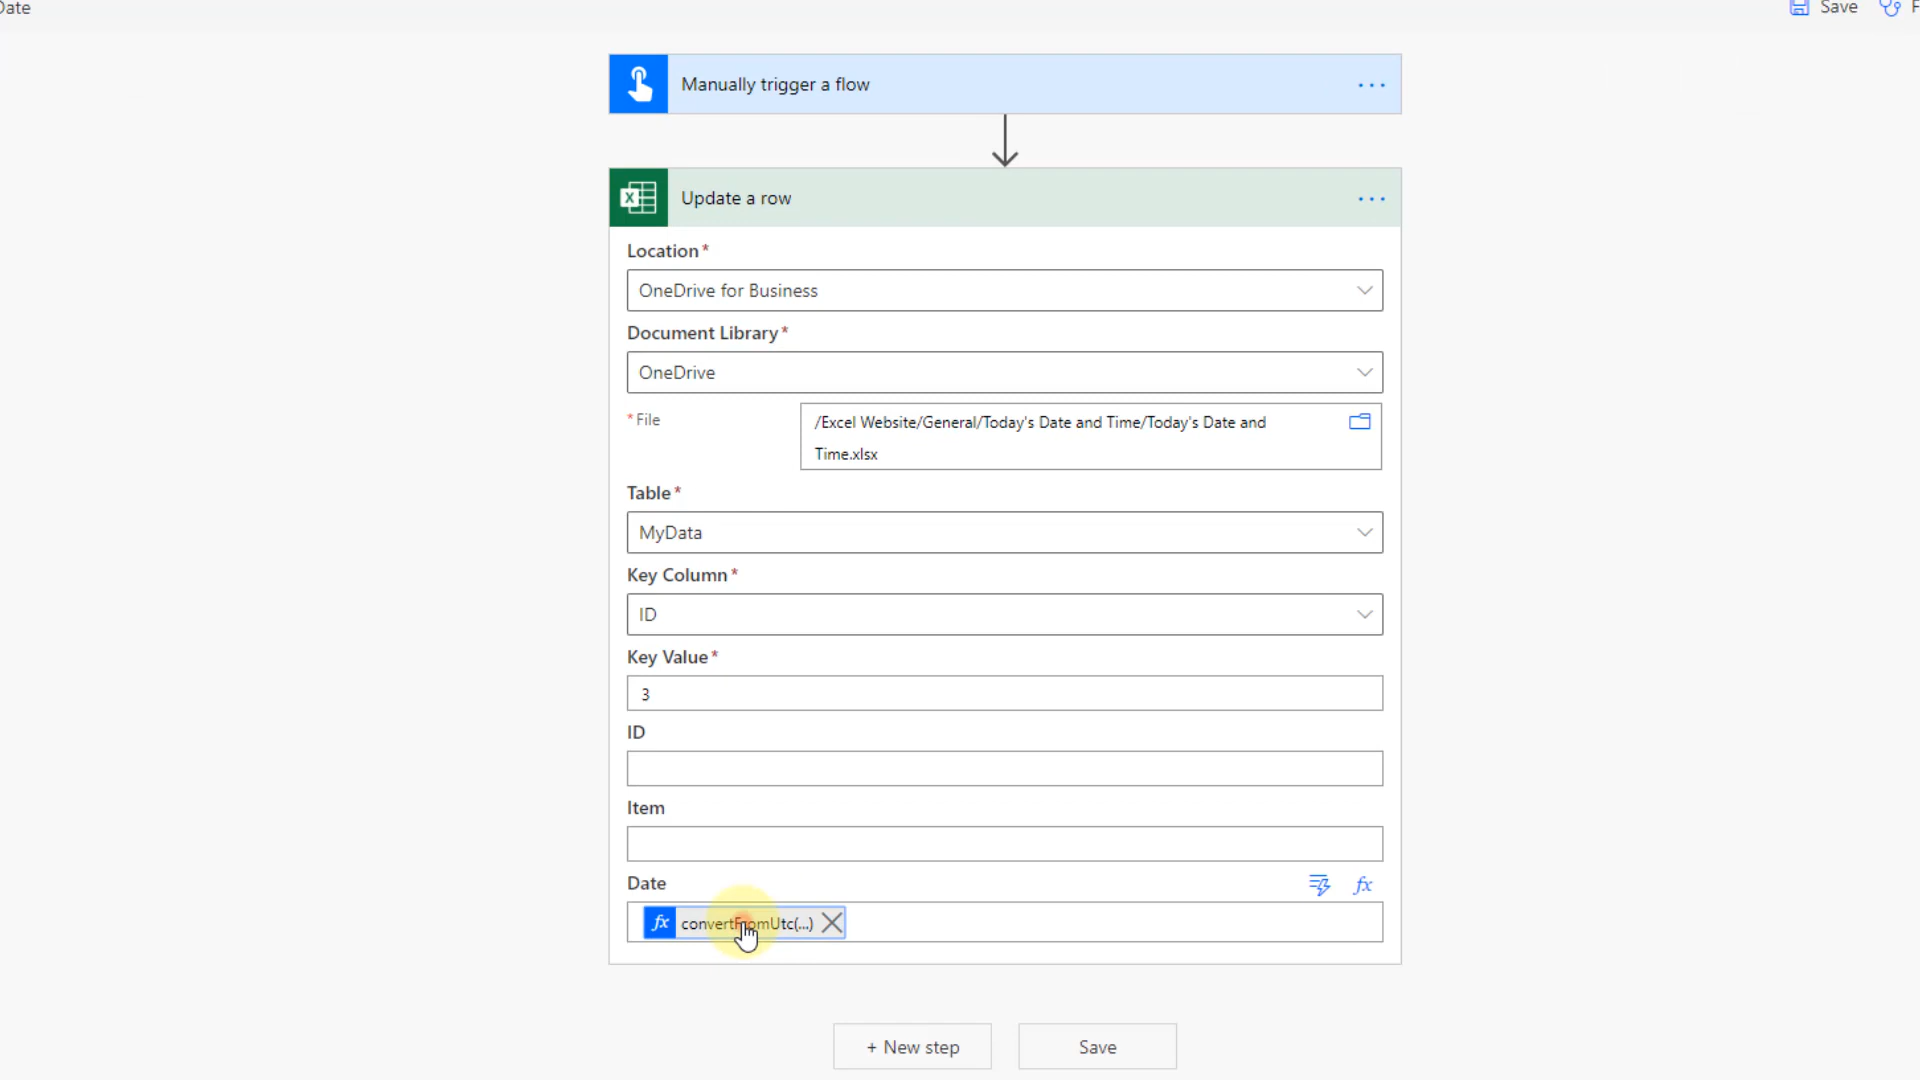 Date
Save
Manually trigger a flow
Update a row
Location*
OneDrive for Business
Document Library*
OneDrive
*File
/Excel Website/General/Today's Date and Time/Today's Date and
Time.xlsx
Table*
MyData
Key Column*
ID
Key Value*
3
ID
Item
Date
fx
fx convertFromUtc(...)
+ New step
Save